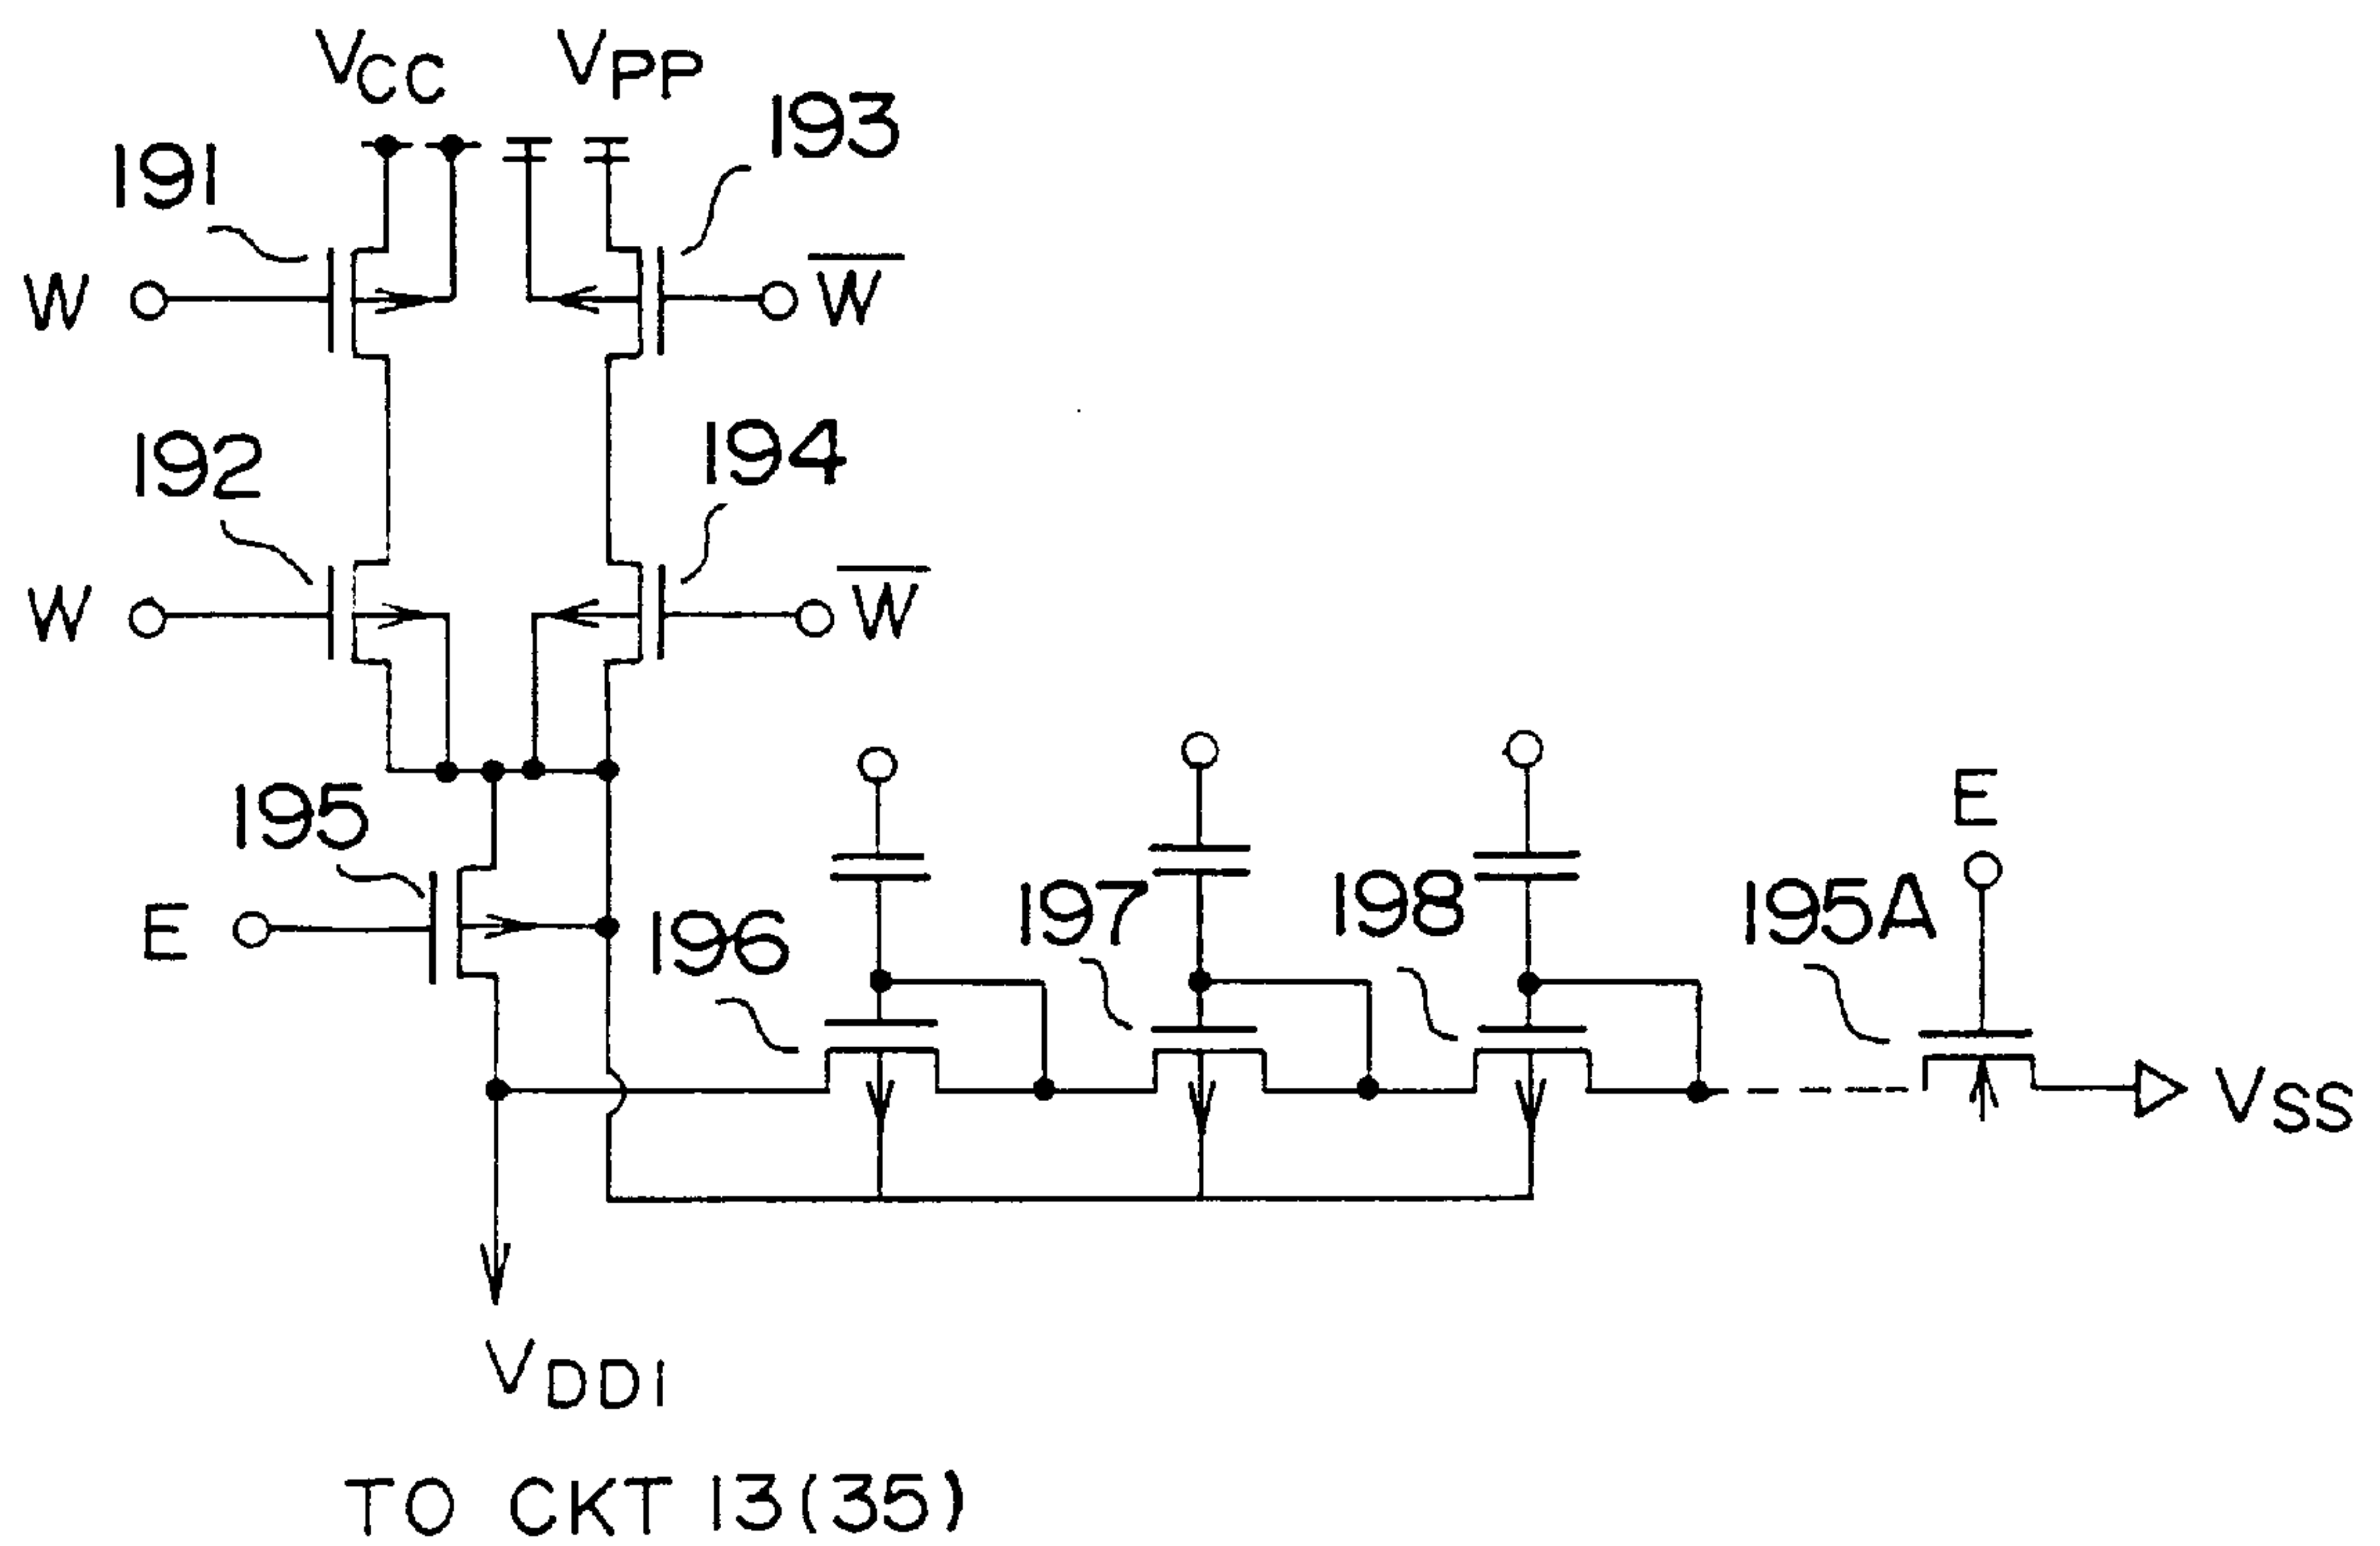 VCC VPP
191 193
W W̅
192 194
W W̅
195 E
E 196 197 198 195A
VSS
VDD1
TO CKT 13(35)